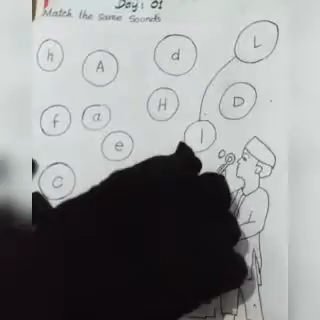 Day: 01
Match the same Sounds
h A d L
f a H D
e l
C